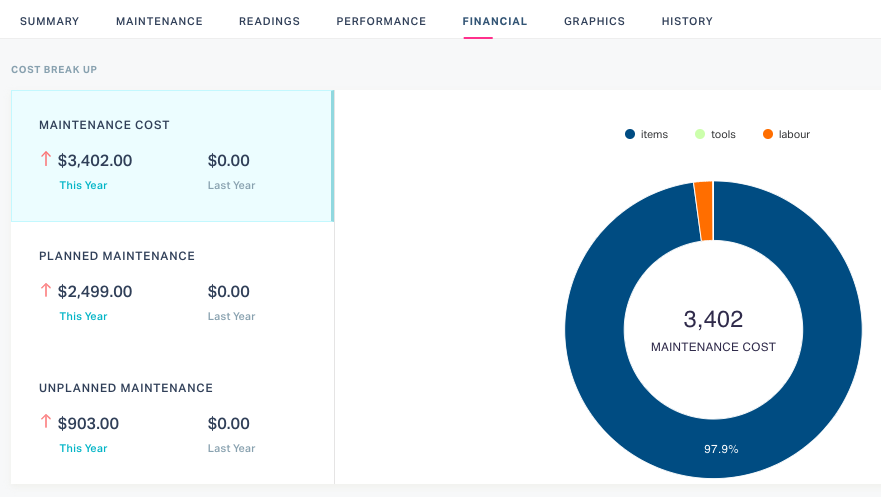 SUMMARY MAINTENANCE READINGS PERFORMANCE FINANCIAL GRAPHICS HISTORY
COST BREAK UP
MAINTENANCE COST
$3,402.00 $0.00
This Year Last Year
PLANNED MAINTENANCE
$2,499.00 $0.00
This Year Last Year
UNPLANNED MAINTENANCE
$903.00 $0.00
This Year Last Year
items tools labour
3,402
MAINTENANCE COST
97.9%